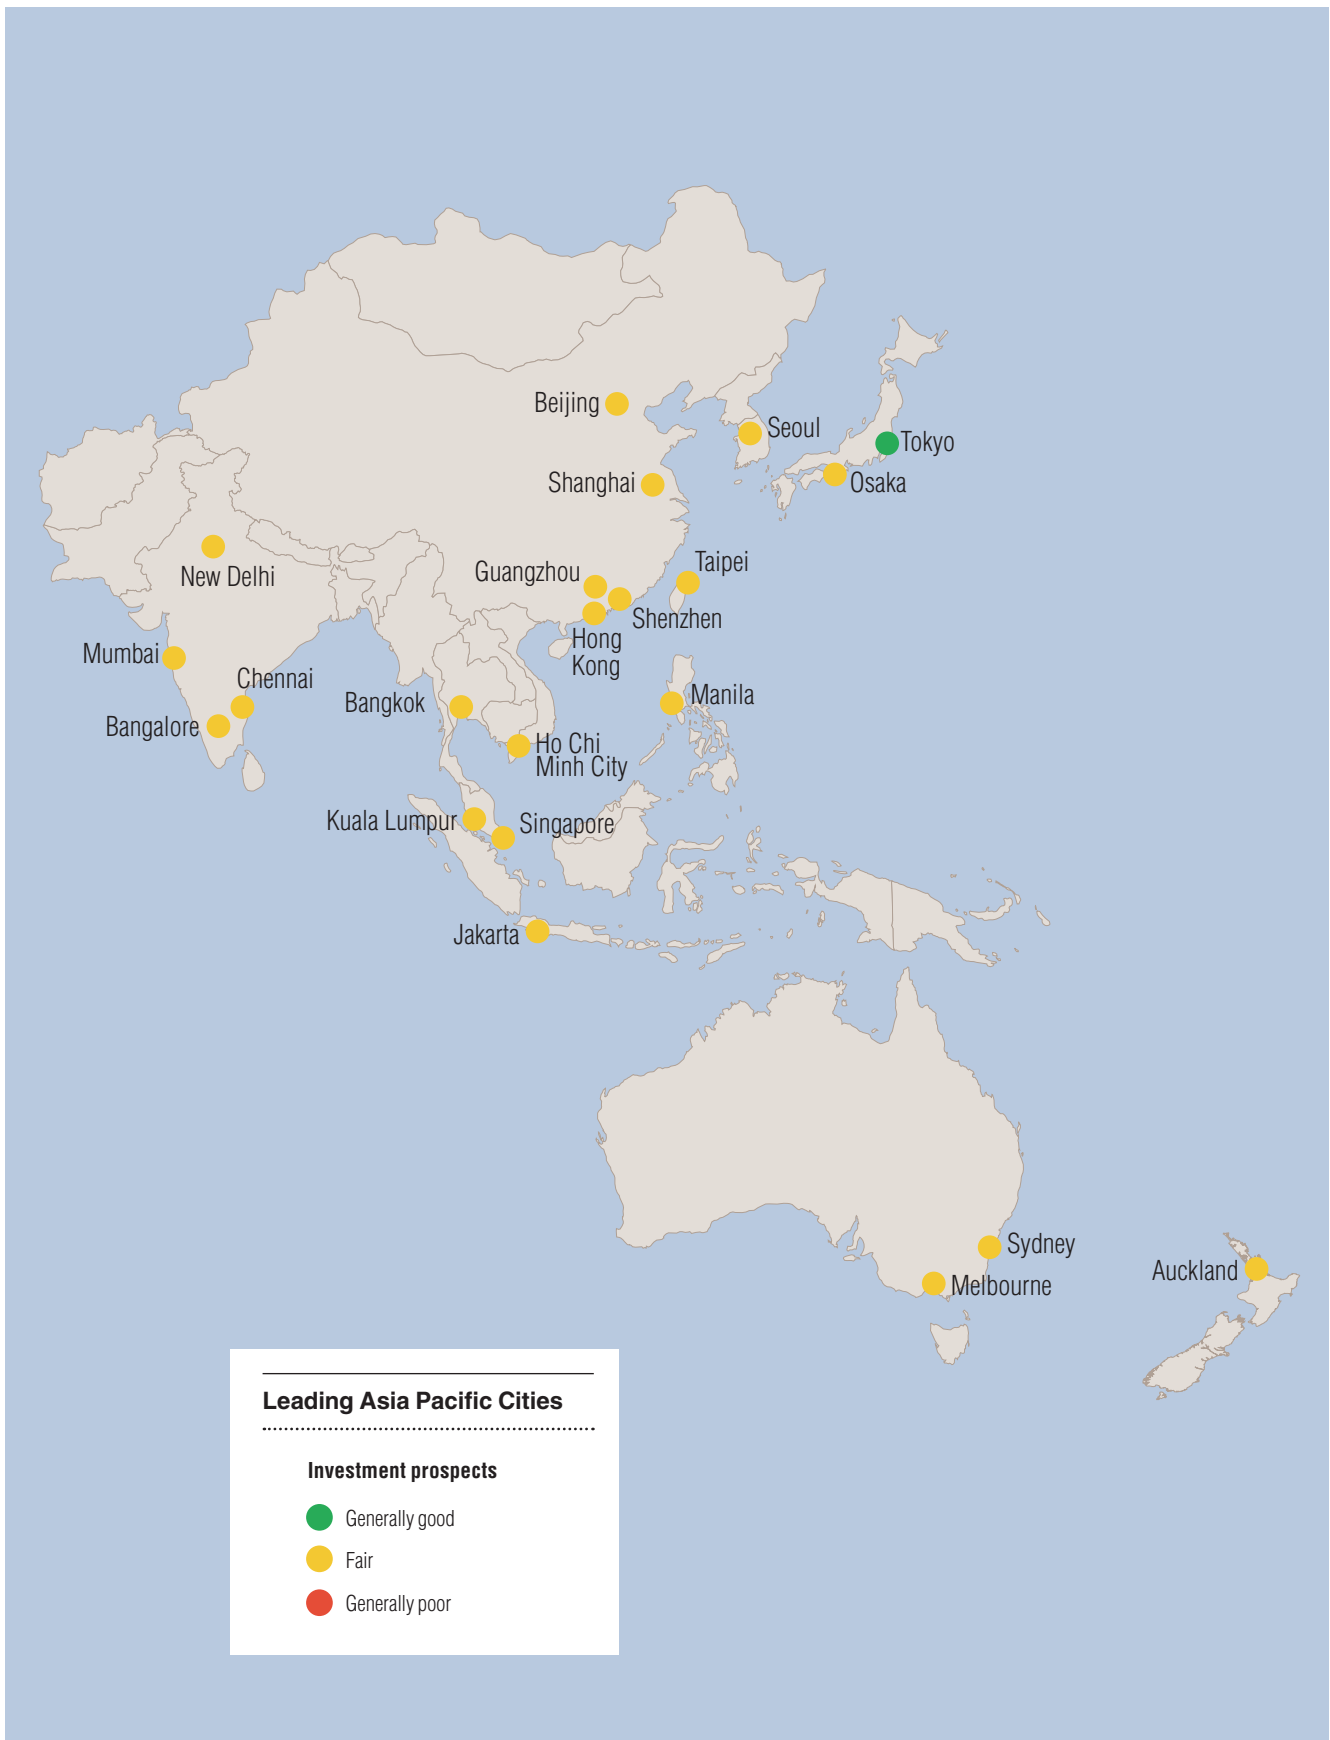 Beijing
Seoul
Tokyo
Shanghai
Osaka
Taipei
Guangzhou
New Delhi
Shenzhen
Hong
Kong
Mumbai
Chennai
Manila
Bangkok
Bangalore
Ho Chi
Minh City
Kuala Lumpur
Singapore
Jakarta
Sydney
Auckland
Melbourne
Leading Asia Pacific Cities
Investment prospects
Generally good
Fair
Generally poor